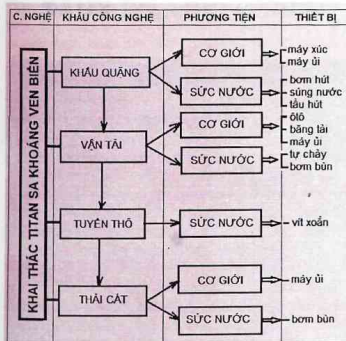 C. NGHỆ KHÂU CÔNG NGHỆ PHƯƠNG TIỆN THIẾT BỊ
KHAI THÁC TITAN SA KHOÁNG VEN BIỂN
KHẤU QUẶNG
CƠ GIỚI
máy xúc
máy ủi
SỨC NƯỚC
bơm hút
súng nước
tầu hút
VẬN TẢI
CƠ GIỚI
ôtô
băng tải
máy ủi
SỨC NƯỚC
tự chảy
bơm bùn
TUYỂN THÔ
SỨC NƯỚC
vít xoắn
THẢI CÁT
CƠ GIỚI
máy ủi
SỨC NƯỚC
bơm bùn